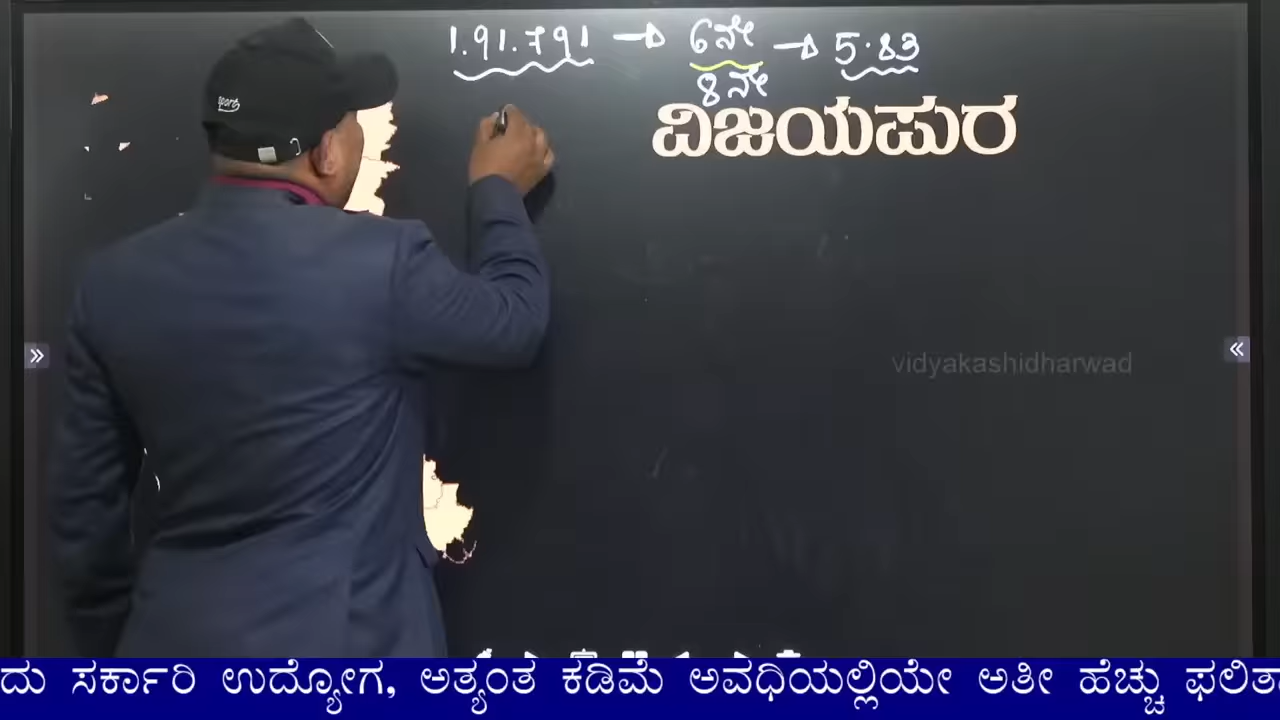 1.91.791 → 6ನೇ → 5.83
8ನೇ
ವಿಜಯಪುರ
vidyakashidharwad
ದು ಸರ್ಕಾರಿ ಉದ್ಯೋಗ, ಅತ್ಯಂತ ಕಡಿಮೆ ಅವಧಿಯಲ್ಲಿಯೇ ಅತೀ ಹೆಚ್ಚು ಫಲಿತಾ